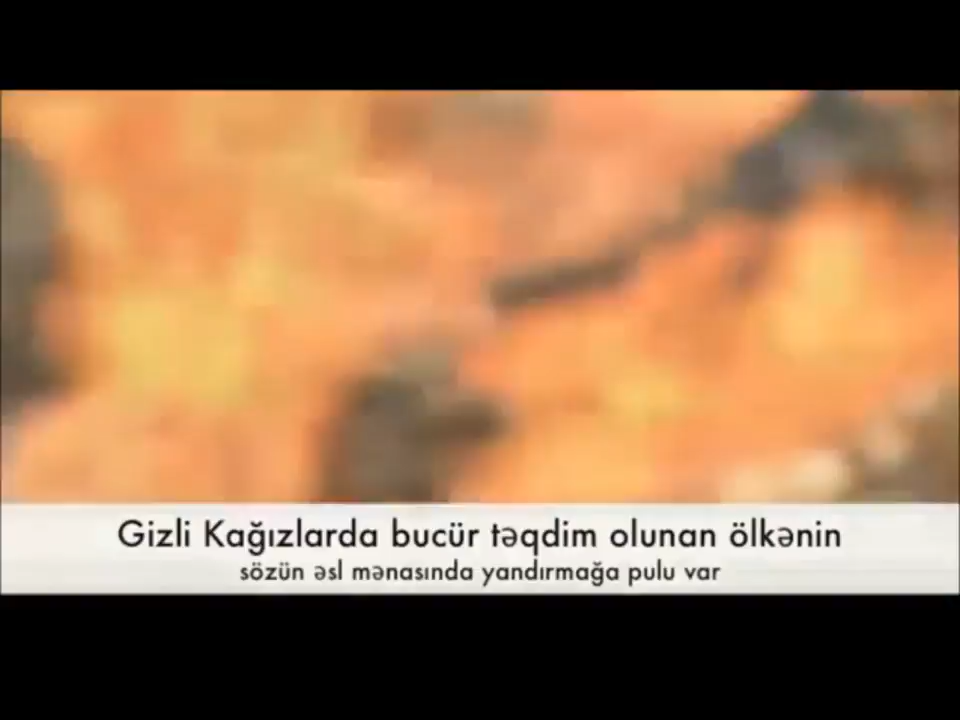 Gizli Kağızlarda bucür təqdim olunan ölkənin
sözün əsl mənasında yandırmağa pulu var